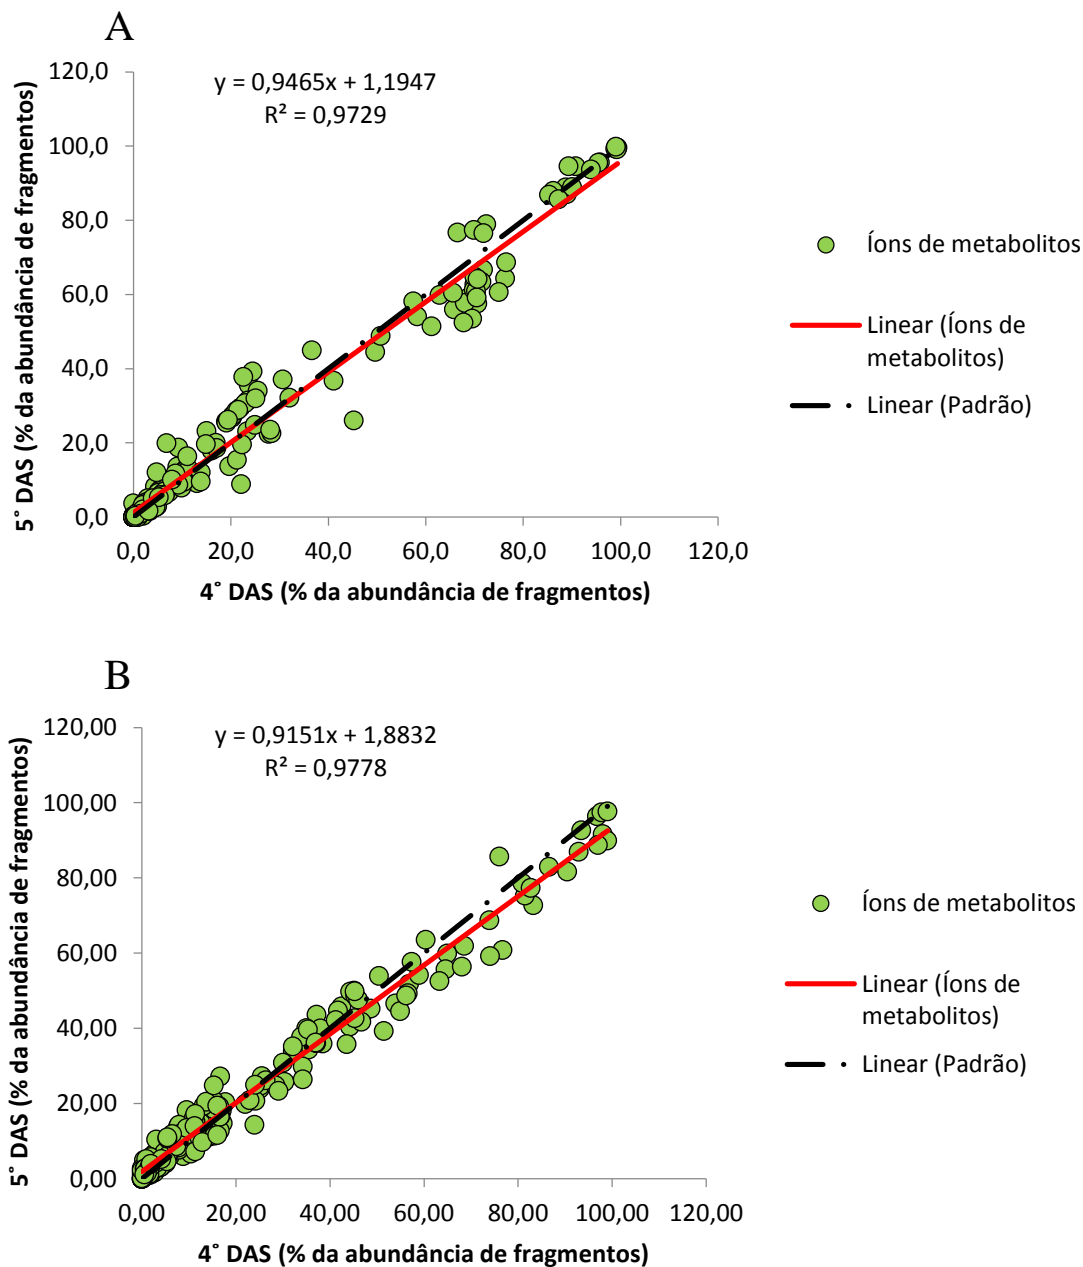 A
y = 0,9465x + 1,1947
R² = 0,9729
120,0
100,0
80,0
60,0
40,0
20,0
0,0
5˚ DAS (% da abundância de fragmentos)
0,0
20,0
40,0
60,0
80,0
100,0
120,0
4˚ DAS (% da abundância de fragmentos)
Íons de metabolitos
Linear (Íons de
metabolitos)
Linear (Padrão)
B
y = 0,9151x + 1,8832
R² = 0,9778
120,00
100,00
80,00
60,00
40,00
20,00
0,00
5˚ DAS (% da abundância de fragmentos)
0,00
20,00
40,00
60,00
80,00
100,00
120,00
4˚ DAS (% da abundância de fragmentos)
Íons de metabolitos
Linear (Íons de
metabolitos)
Linear (Padrão)